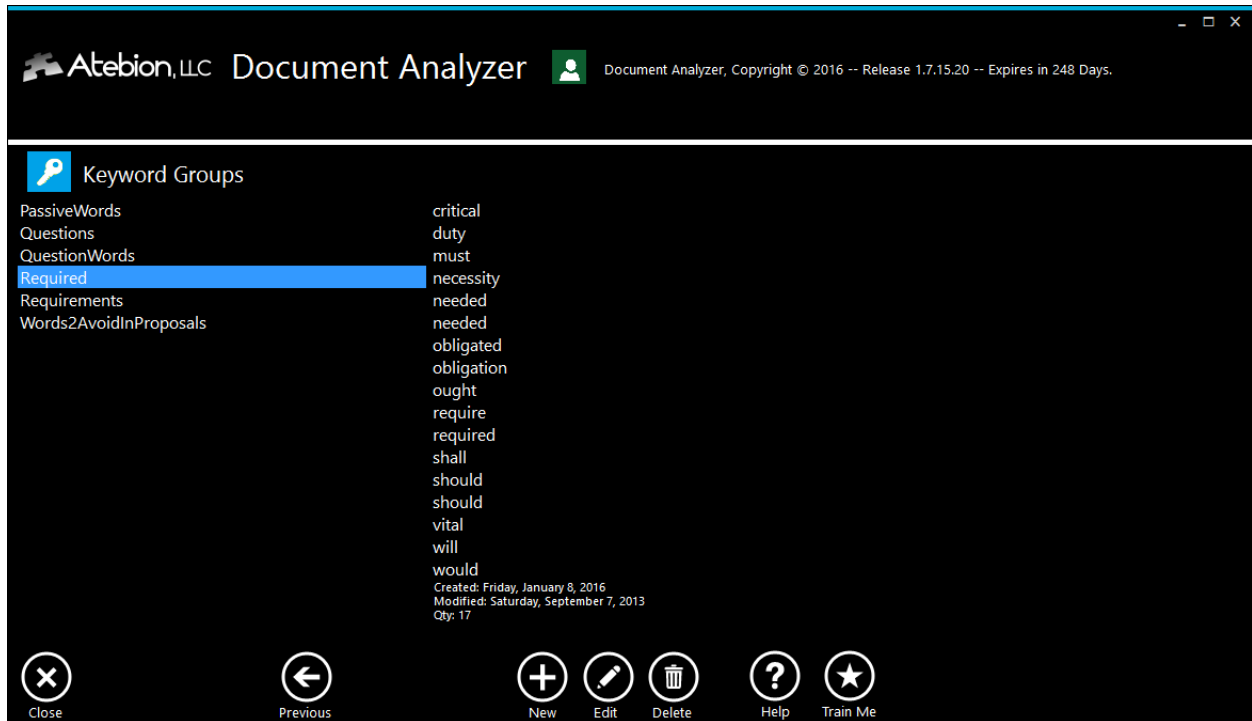 Atebion, LLC Document Analyzer Document Analyzer, Copyright © 2016 -- Release 1.7.15.20 -- Expires in 248 Days.
Keyword Groups
PassiveWords
Questions
QuestionWords
Required
Requirements
Words2AvoidInProposals
critical
duty
must
necessity
needed
needed
obligated
obligation
ought
require
required
shall
should
should
vital
will
would
Created: Friday, January 8, 2016
Modified: Saturday, September 7, 2013
Qty: 17
Close Previous New Edit Delete Help Train Me